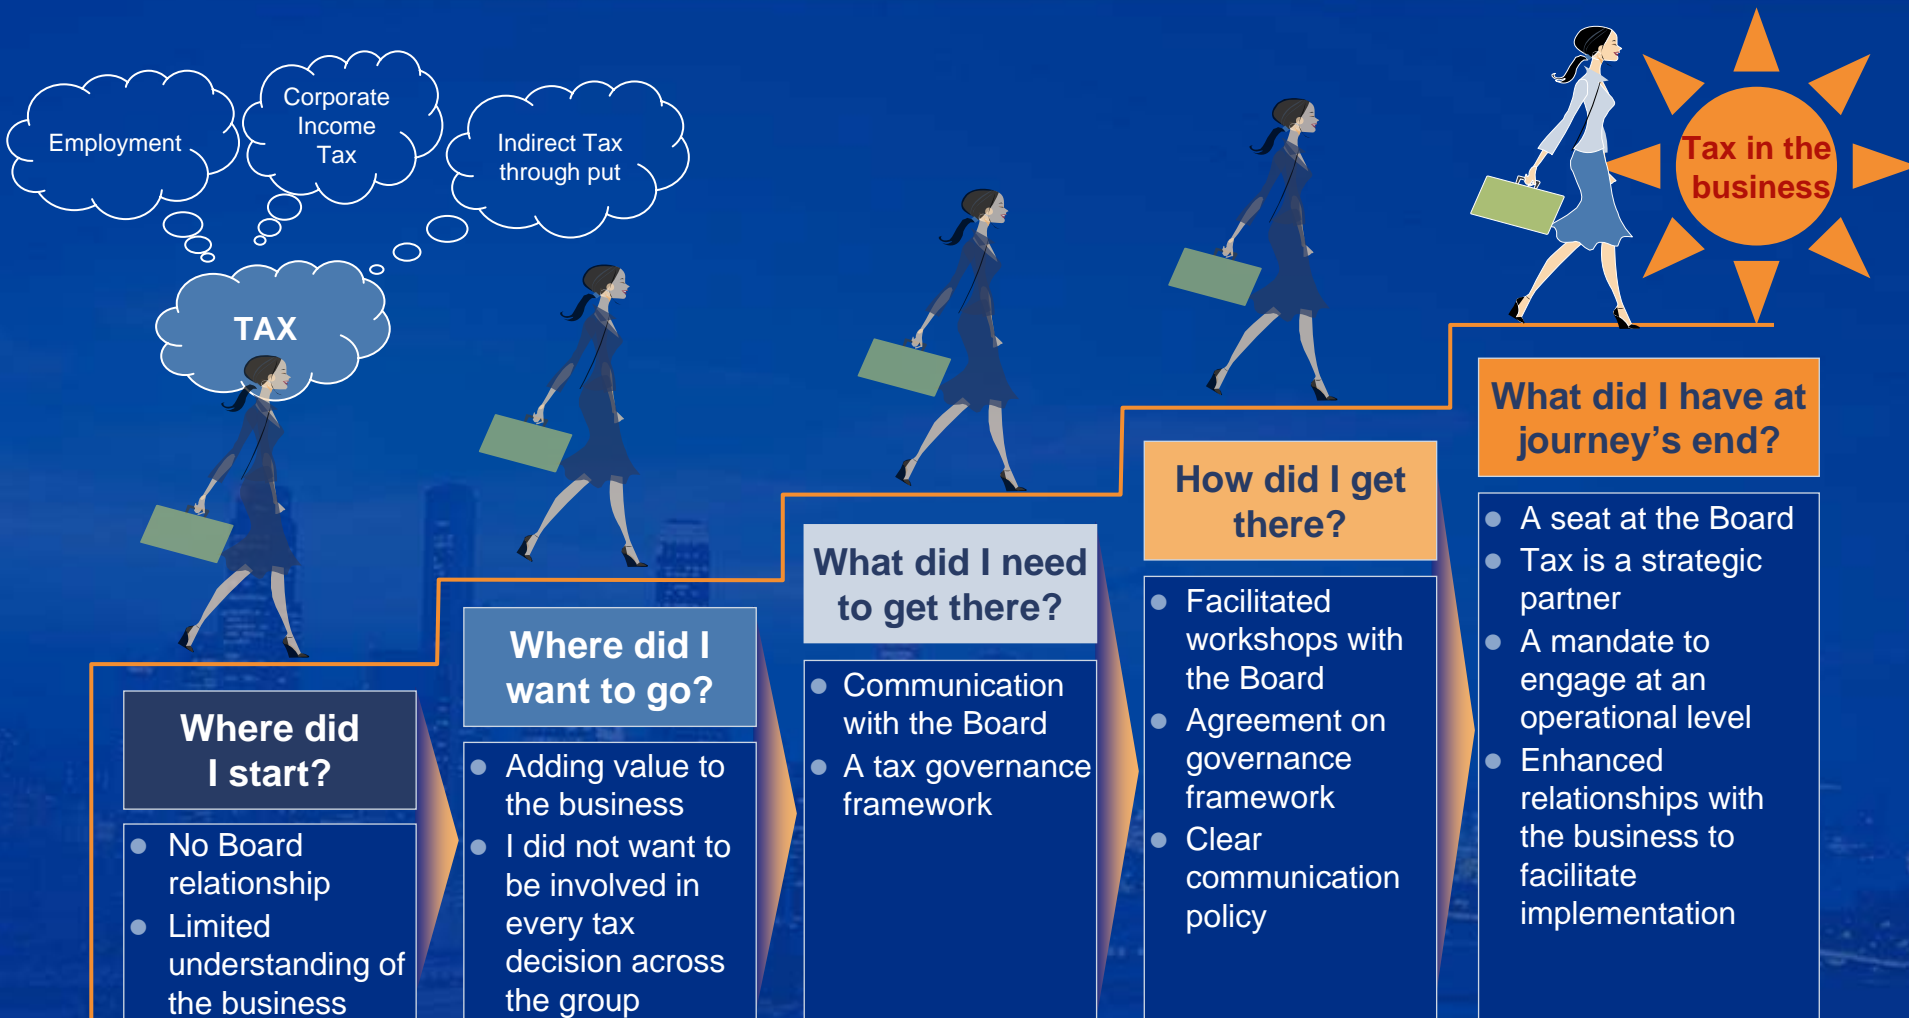 Employment
Corporate
Income
Tax
Indirect Tax
through put
TAX
Tax in the
business
Where did
I start?
No Board
relationship
Limited
understanding of
the business
Where did I
want to go?
Adding value to
the business
I did not want to
be involved in
every tax
decision across
the group
What did I need
to get there?
Communication
with the Board
A tax governance
framework
How did I get
there?
Facilitated
workshops with
the Board
Agreement on
governance
framework
Clear
communication
policy
What did I have at
journey’s end?
A seat at the Board
Tax is a strategic
partner
A mandate to
engage at an
operational level
Enhanced
relationships with
the business to
facilitate
implementation